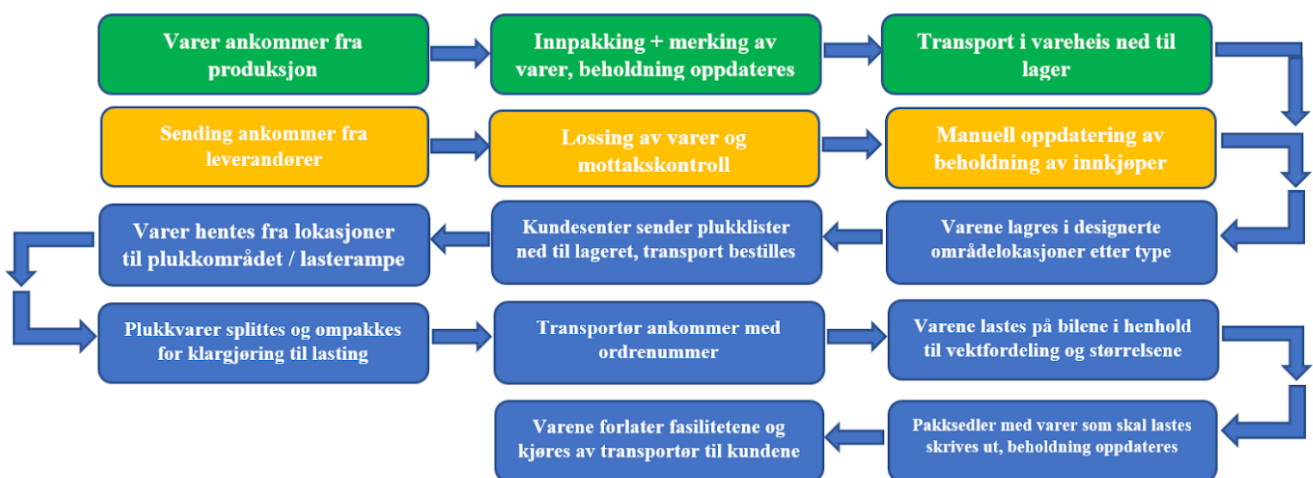 Varer ankommer fra
produksjon
Innpakking + merking av
varer, beholdning oppdateres
Transport i vareheis ned til
lager
Sending ankommer fra
leverandører
Lossing av varer og
mottakskontroll
Manuell oppdatering av
beholdning av innkjøper
Varene lagres i designerte
områdelokasjoner etter type
Kundesenter sender plukklister
ned til lageret, transport bestilles
Varer hentes fra lokasjoner
til plukkområdet / lasterampe
Plukkvarer splittes og ompakkes
for klargjøring til lasting
Transportør ankommer med
ordrenummer
Varene lastes på bilene i henhold
til vektfordeling og størrelsene
Pakksedler med varer som skal lastes
skrives ut, beholdning oppdateres
Varene forlater fasilitetene og
kjøres av transportør til kundene